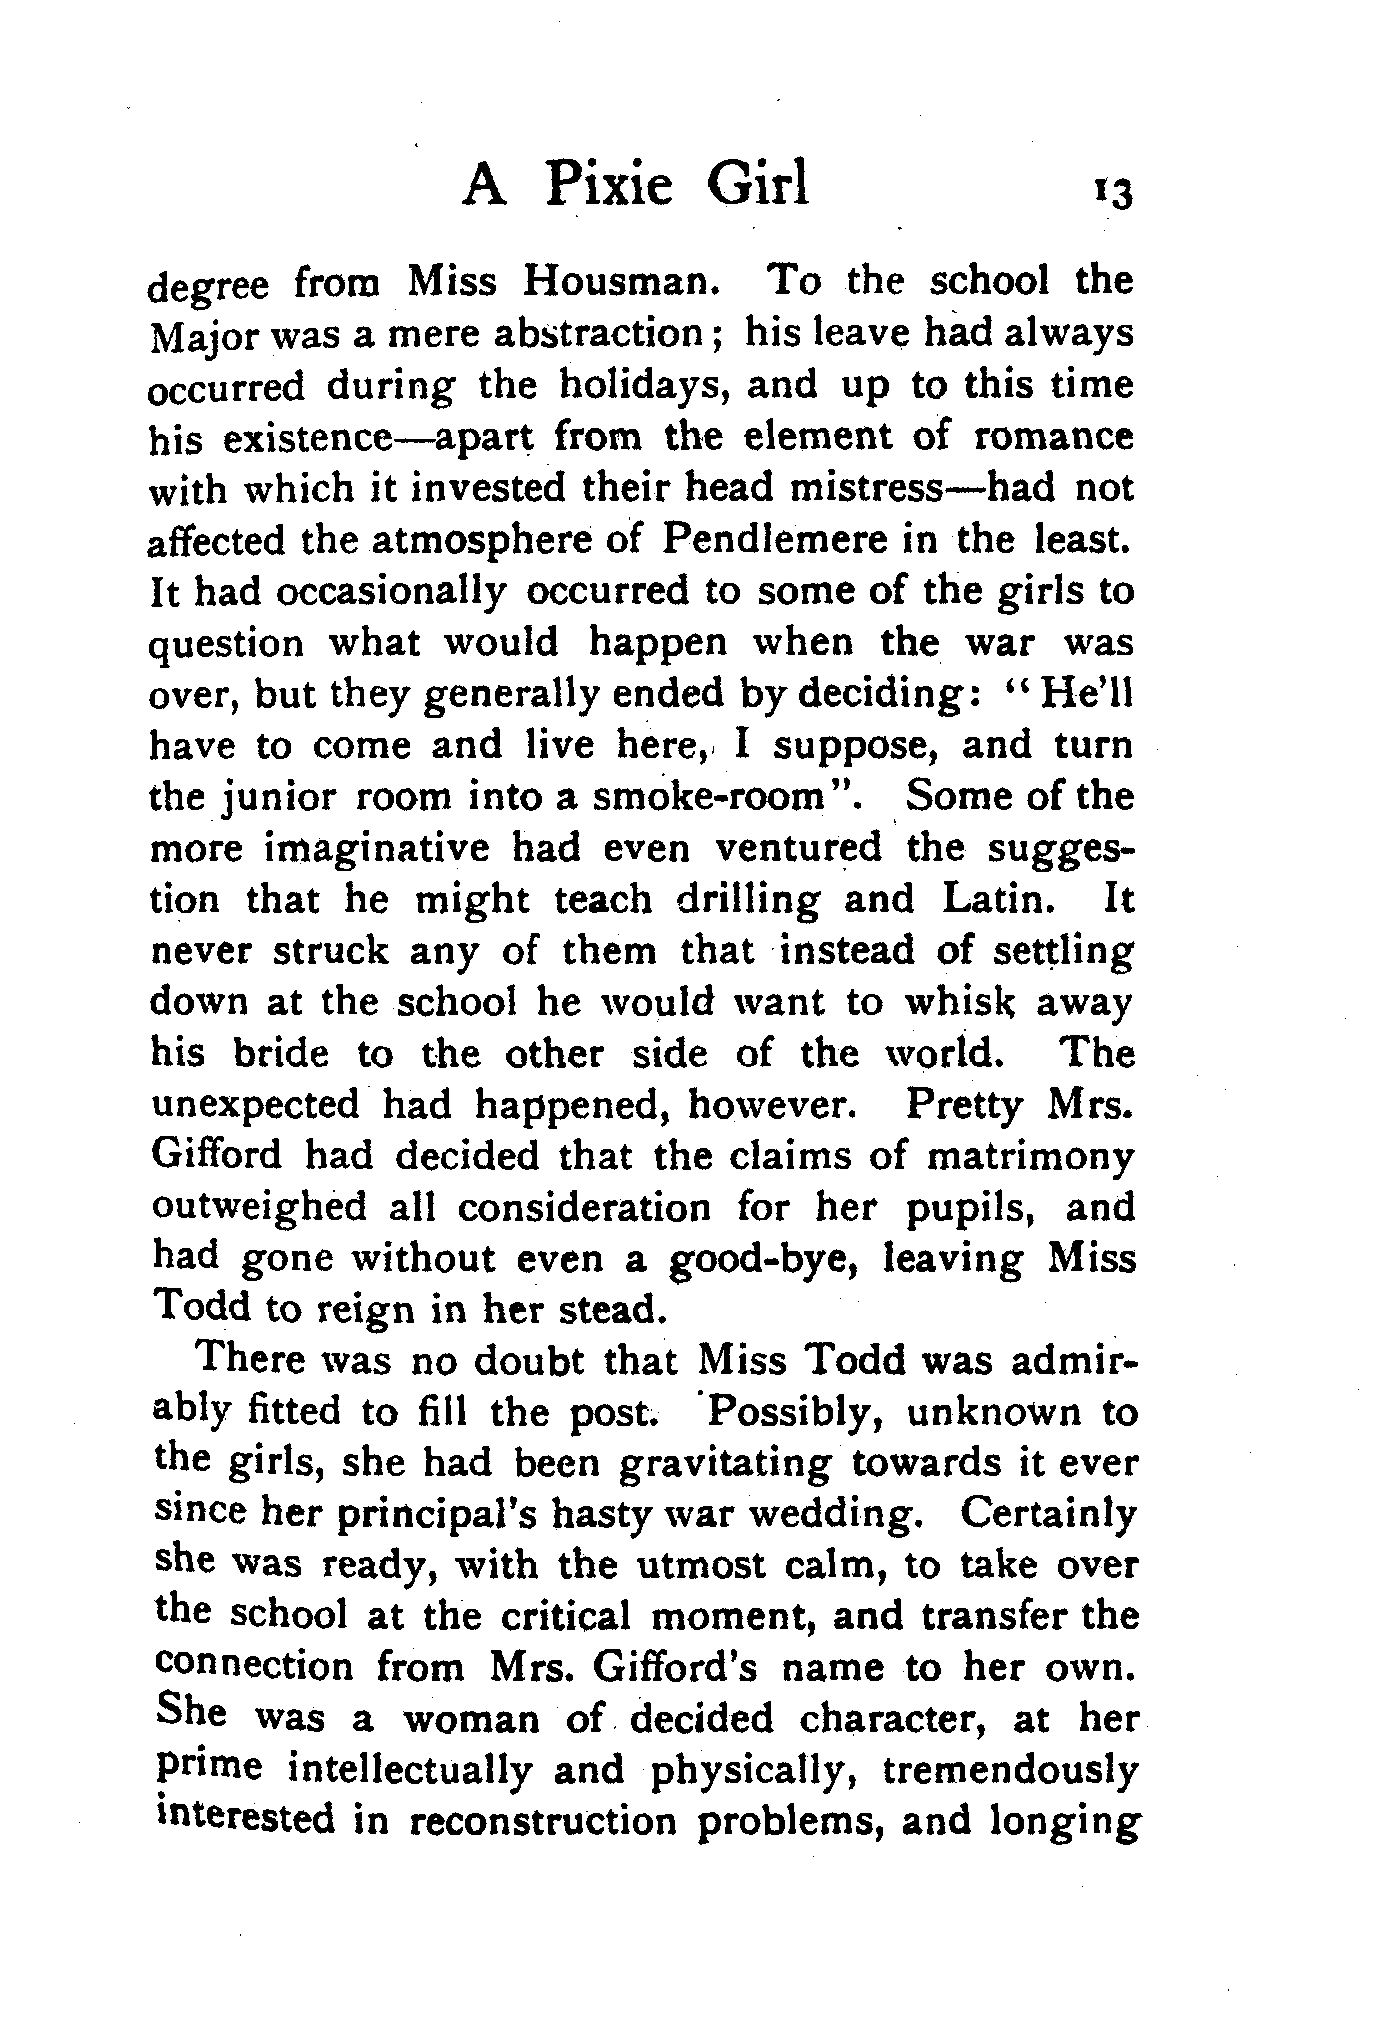 A Pixie Girl 13
degree from Miss Housman. To the school the
Major was a mere abstraction; his leave had always
occurred during the holidays, and up to this time
his existence—apart from the element of romance
with which it invested their head mistress—had not
affected the atmosphere of Pendlemere in the least.
It had occasionally occurred to some of the girls to
question what would happen when the war was
over, but they generally ended by deciding: "He'll
have to come and live here, I suppose, and turn
the junior room into a smoke-room". Some of the
more imaginative had even ventured the sugges-
tion that he might teach drilling and Latin. It
never struck any of them that instead of settling
down at the school he would want to whisk away
his bride to the other side of the world. The
unexpected had happened, however. Pretty Mrs.
Gifford had decided that the claims of matrimony
outweighed all consideration for her pupils, and
had gone without even a good-bye, leaving Miss
Todd to reign in her stead.
There was no doubt that Miss Todd was admir-
ably fitted to fill the post. Possibly, unknown to
the girls, she had been gravitating towards it ever
since her principal's hasty war wedding. Certainly
she was ready, with the utmost calm, to take over
the school at the critical moment, and transfer the
connection from Mrs. Gifford's name to her own.
She was a woman of decided character, at her
prime intellectually and physically, tremendously
interested in reconstruction problems, and longing